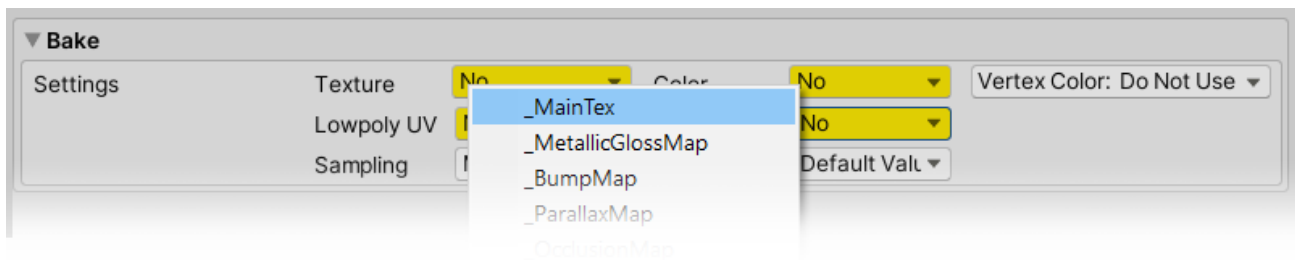 Bake
Settings Texture No Color No Vertex Color: Do Not Use
_MainTex
Lowpoly UV No
_MetallicGlossMap
Sampling Default Valu
_BumpMap
_ParallaxMap
_OcclusionMap